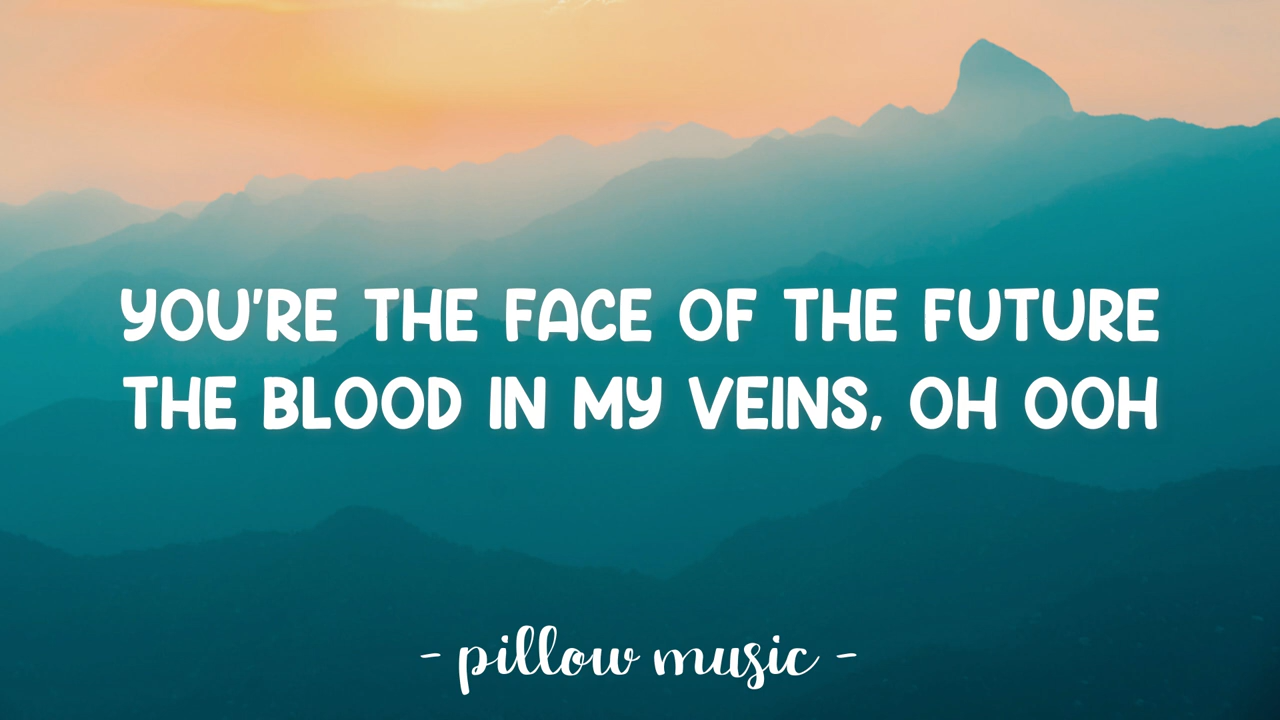 YOU'RE THE FACE OF THE FUTURE
THE BLOOD IN MY VEINS, OH OOH
- pillow music -